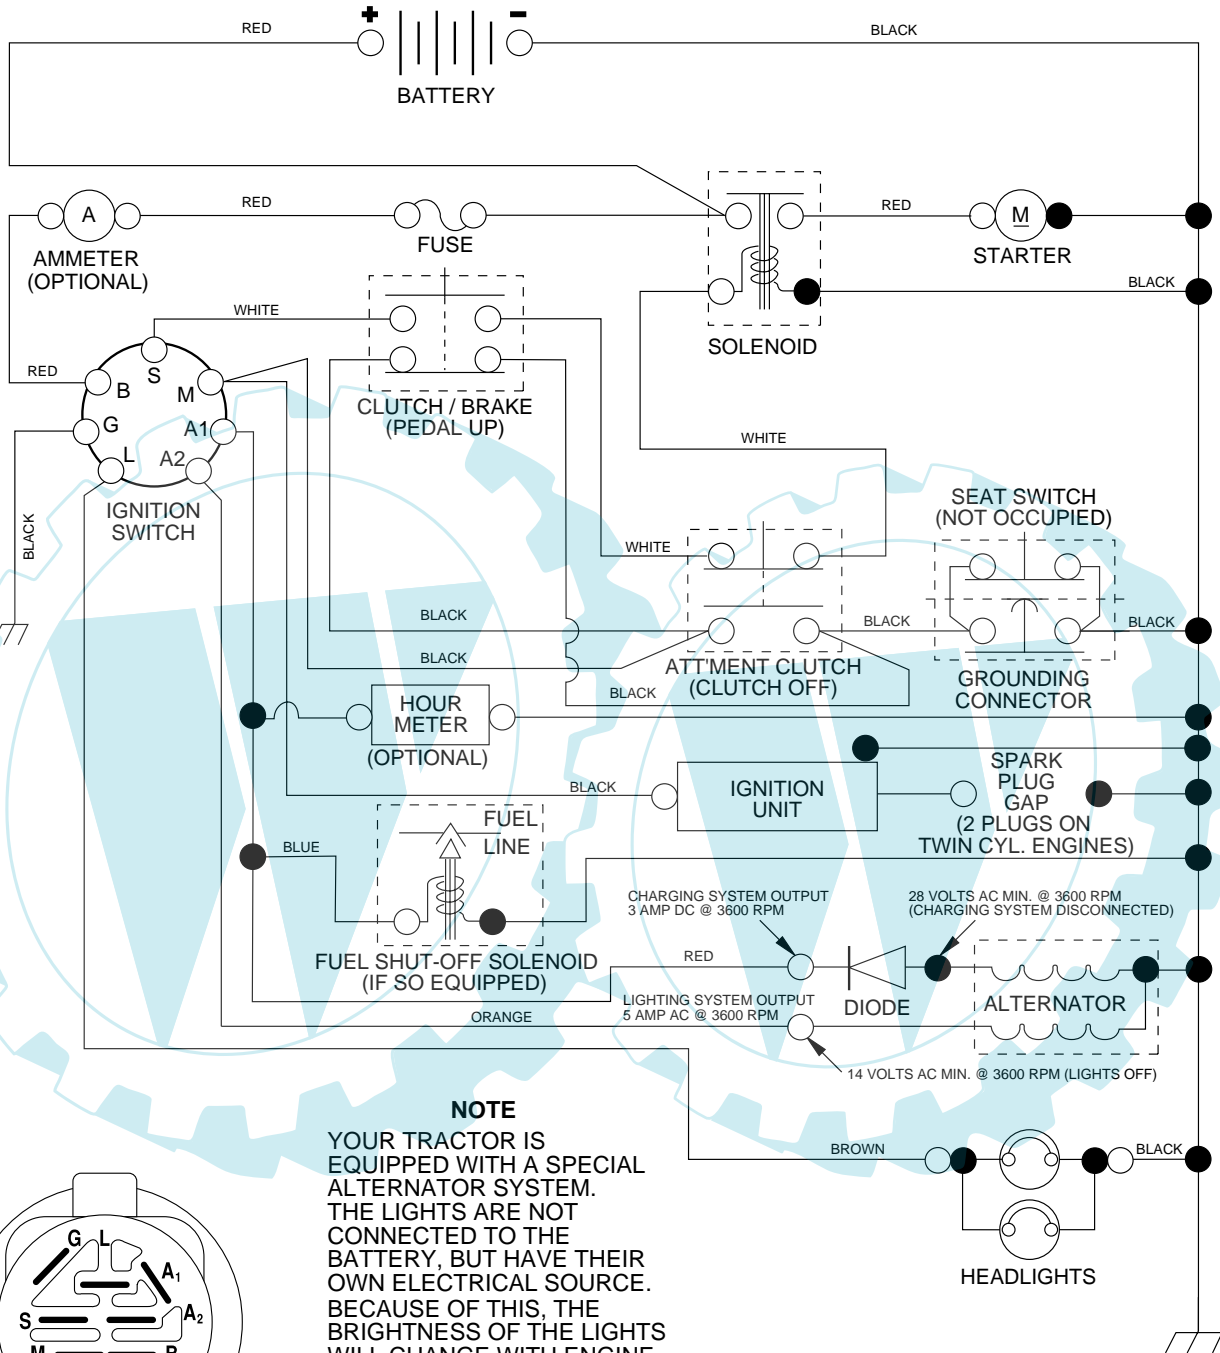 RED
+
-
BLACK
BATTERY
A
RED
AMMETER
(OPTIONAL)
FUSE
RED
M
STARTER
BLACK
SOLENOID
WHITE
RED
S
B
M
G
A1
L
A2
IGNITION
SWITCH
BLACK
CLUTCH / BRAKE
(PEDAL UP)
WHITE
SEAT SWITCH
(NOT OCCUPIED)
WHITE
BLACK
BLACK
BLACK
BLACK
ATT'MENT CLUTCH
(CLUTCH OFF)
BLACK
GROUNDING
CONNECTOR
HOUR
METER
(OPTIONAL)
BLACK
IGNITION
UNIT
SPARK
PLUG
GAP
(2 PLUGS ON
TWIN CYL. ENGINES)
FUEL
LINE
BLUE
CHARGING SYSTEM OUTPUT
3 AMP DC @ 3600 RPM
28 VOLTS AC MIN. @ 3600 RPM
(CHARGING SYSTEM DISCONNECTED)
FUEL SHUT-OFF SOLENOID
(IF SO EQUIPPED)
RED
DIODE
ALTERNATOR
LIGHTING SYSTEM OUTPUT
5 AMP AC @ 3600 RPM
ORANGE
14 VOLTS AC MIN. @ 3600 RPM (LIGHTS OFF)
NOTE
YOUR TRACTOR IS
EQUIPPED WITH A SPECIAL
ALTERNATOR SYSTEM.
THE LIGHTS ARE NOT
CONNECTED TO THE
BATTERY, BUT HAVE THEIR
OWN ELECTRICAL SOURCE.
BECAUSE OF THIS, THE
BRIGHTNESS OF THE LIGHTS
WILL CHANGE WITH ENGINE
BROWN
BLACK
HEADLIGHTS
G
L
A1
A2
S
M
B